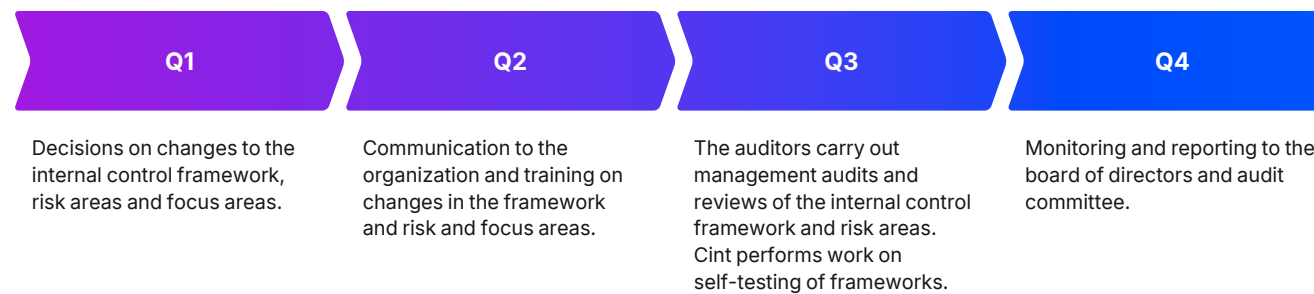 Q1
Q2
Q3
Q4
Decisions on changes to the
internal control framework,
risk areas and focus areas.
Communication to the
organization and training on
changes in the framework
and risk and focus areas.
The auditors carry out
management audits and
reviews of the internal control
framework and risk areas.
Cint performs work on
self-testing of frameworks.
Monitoring and reporting to the
board of directors and audit
committee.